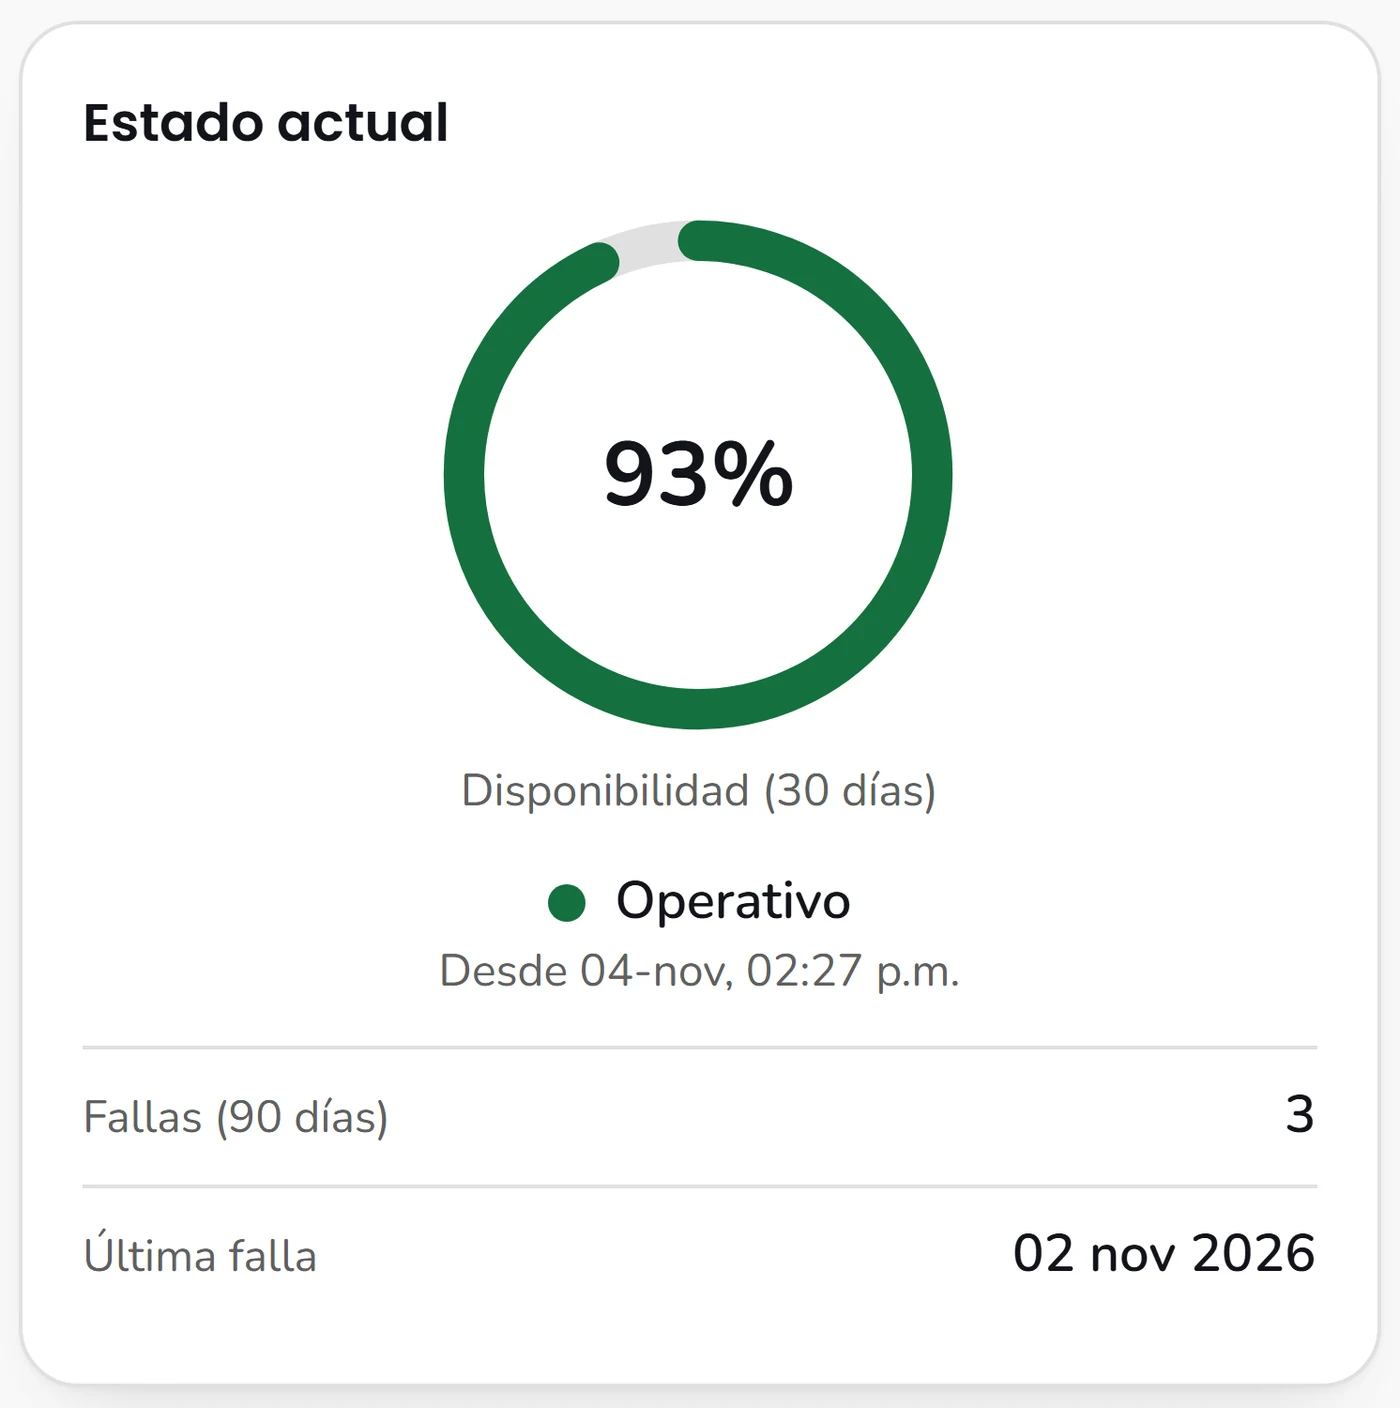 Estado actual
93%
Disponibilidad (30 días)
Operativo
Desde 04-nov, 02:27 p.m.
Fallas (90 días) 3
Última falla 02 nov 2026